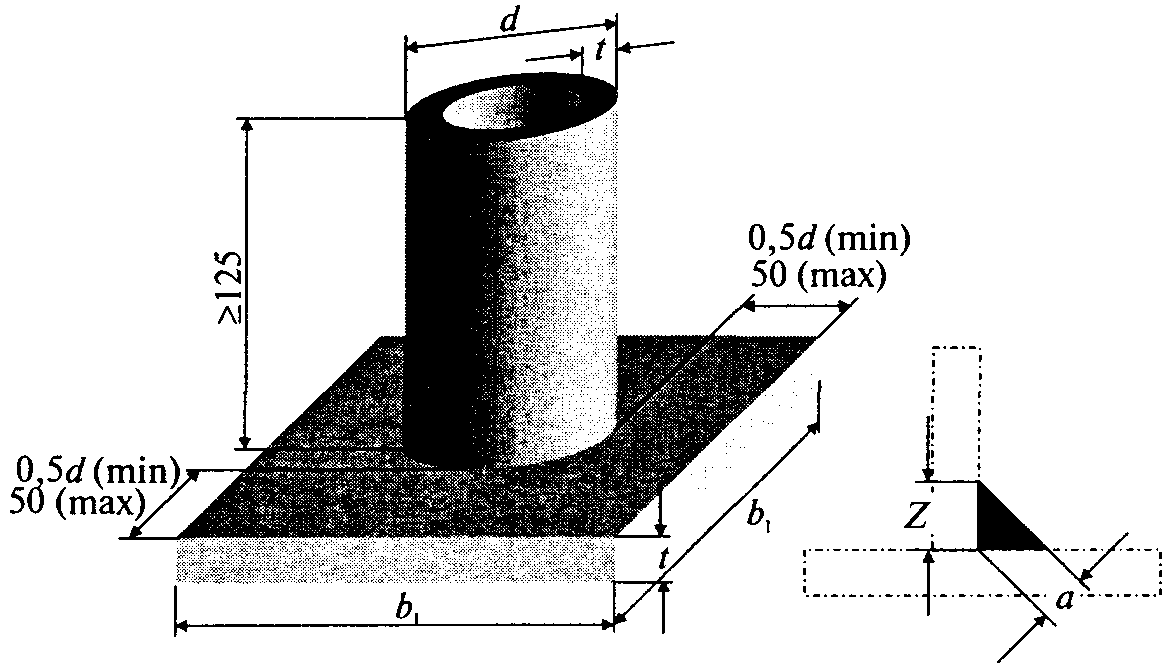 d
t
≥125
0,5d (min)
50 (max)
0,5d (min)
50 (max)
b₁
t
b₁
Z
a